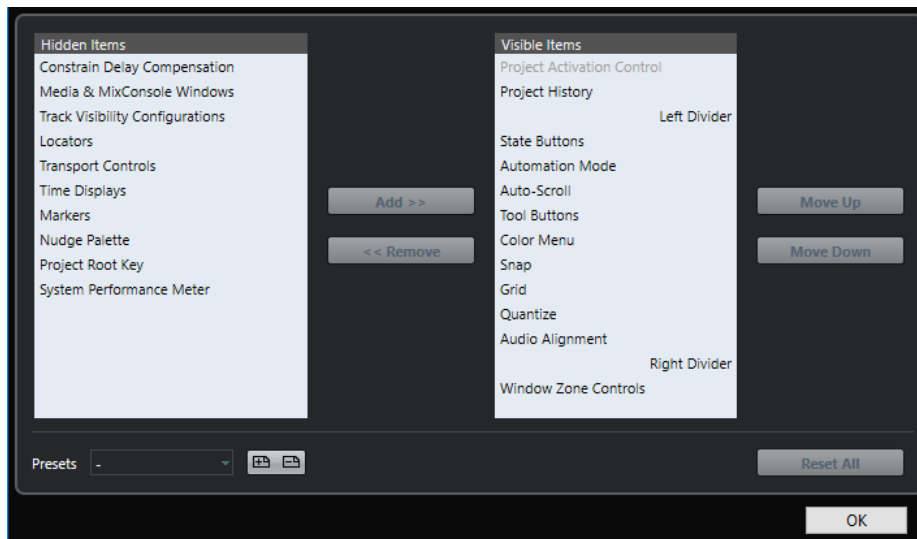 Hidden Items
Constrain Delay Compensation
Media & MixConsole Windows
Track Visibility Configurations
Locators
Transport Controls
Time Displays
Markers
Nudge Palette
Project Root Key
System Performance Meter
Add >>
<< Remove
Visible Items
Project Activation Control
Project History
Left Divider
State Buttons
Automation Mode
Auto-Scroll
Tool Buttons
Color Menu
Snap
Grid
Quantize
Audio Alignment
Right Divider
Window Zone Controls
Move Up
Move Down
Presets -
Reset All
OK